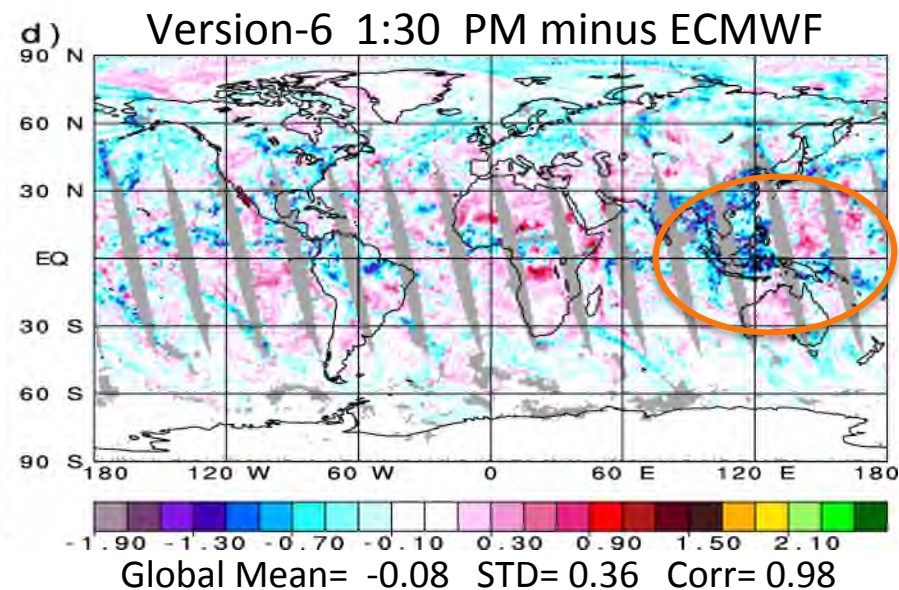 d) Version-6 1:30 PM minus ECMWF
90 N
60 N
30 N
EQ
30 S
60 S
90 S
180 120 W 60 W 0 60 E 120 E 180
-1.90 -1.30 -0.70 -0.10 0.30 0.90 1.50 2.10
Global Mean= -0.08 STD= 0.36 Corr= 0.98